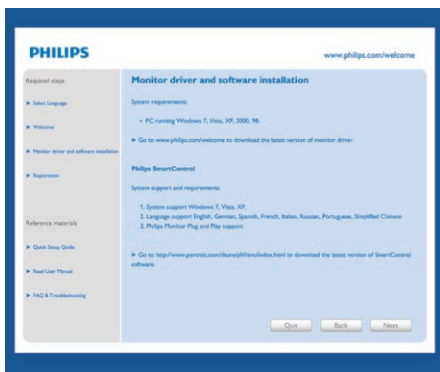 PHILIPS
www.philips.com/welcome
Required steps
Select Language
Welcome
Monitor driver and software installation
Registration
Reference materials
Quick Setup Guide
Read User Manual
FAQ & Troubleshooting
Monitor driver and software installation
System requirements:
• PC running Windows 7, Vista, XP, 2000, 98.
Go to www.philips.com/welcome to download the latest version of monitor driver
Philips SmartControl
System support and requirements:
1. System support Windows 7, Vista, XP.
2. Language support English, German, Spanish, French, Italian, Russian, Portuguese, Simplified Chinese
3. Philips Monitor Plug and Play support
Go to http://www.portrait.com/dtune/phl/enu/index.html to download the latest version of SmartControl
software.
Quit
Back
Next